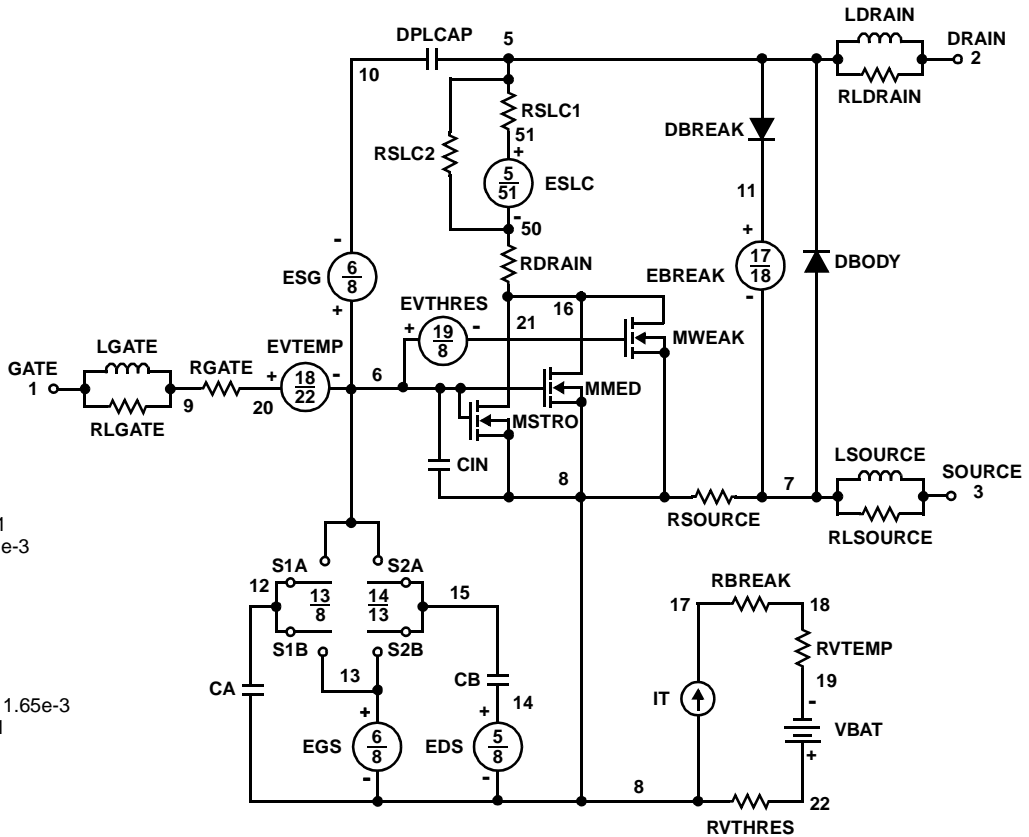 LDRAIN
DPLCAP
5
DRAIN
2
10
RLDRAIN
RSLC1
DBREAK
51
RSLC2
+
5
51
ESLC
11
-
50
-
+
RDRAIN
17
18
EBREAK
DBODY
6
8
ESG
-
EVTHRES
16
+
+
19
8
-
21
MWEAK
LGATE
EVTEMP
GATE
1
RGATE
+
18
22
-
6
MMED
9
20
RLGATE
MSTRO
LSOURCE
CIN
8
7
SOURCE
3
RSOURCE
RLSOURCE
e-3
S1A
S2A
RBREAK
12
13
8
14
13
15
17
18
S1B
S2B
RVTEMP
13
CB
19
CA
14
IT
-
1.65e-3
+
+
VBAT
EGS
6
8
EDS
5
8
+
-
-
8
22
RVTHRES